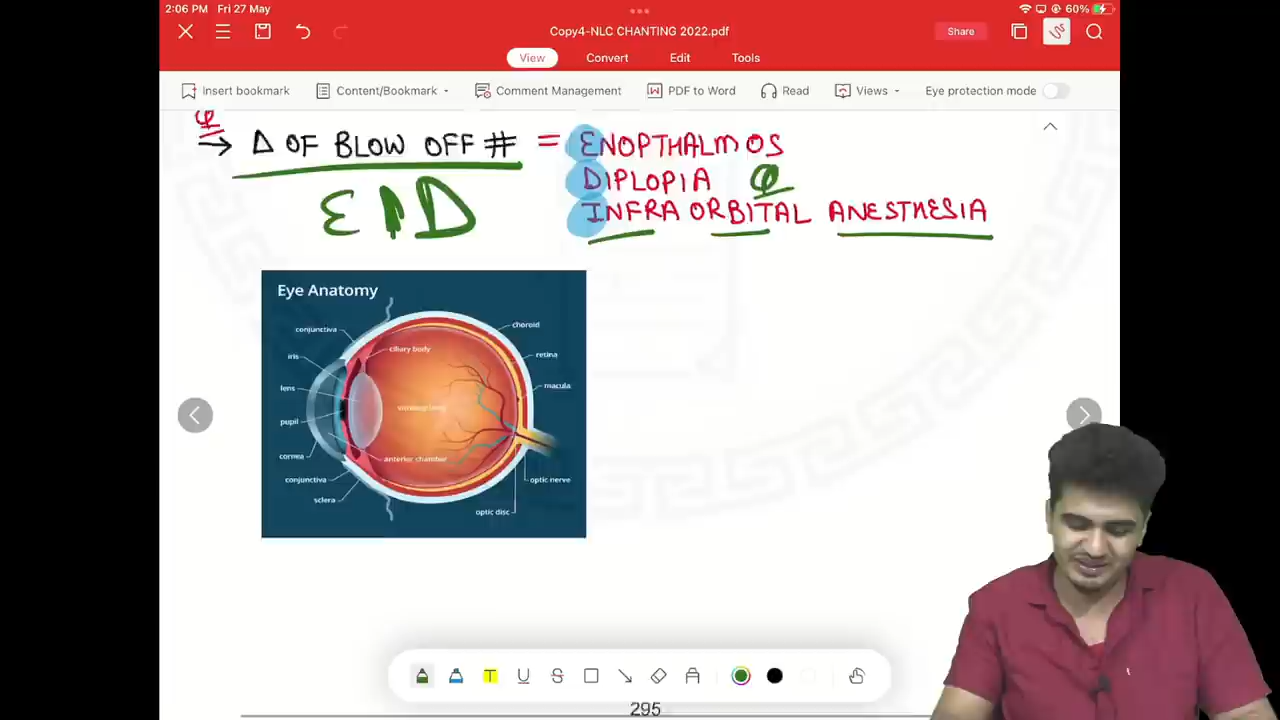 2:06 PM Fri 27 May
60%
Copy4-NLC CHANTING 2022.pdf
Share
View Convert Edit Tools
Insert bookmark Content/Bookmark Comment Management PDF to Word Read Views Eye protection mode
→ Δ OF BLOW OFF # = ENOPTHALMOS
DIPLOPIA
INFRA ORBITAL ANESTHESIA
EID
Eye Anatomy
conjunctiva
choroid
ciliary body
iris
retina
lens
macula
pupil
cornea
anterior chamber
conjunctiva
optic nerve
sclera
optic disc
T U S
295